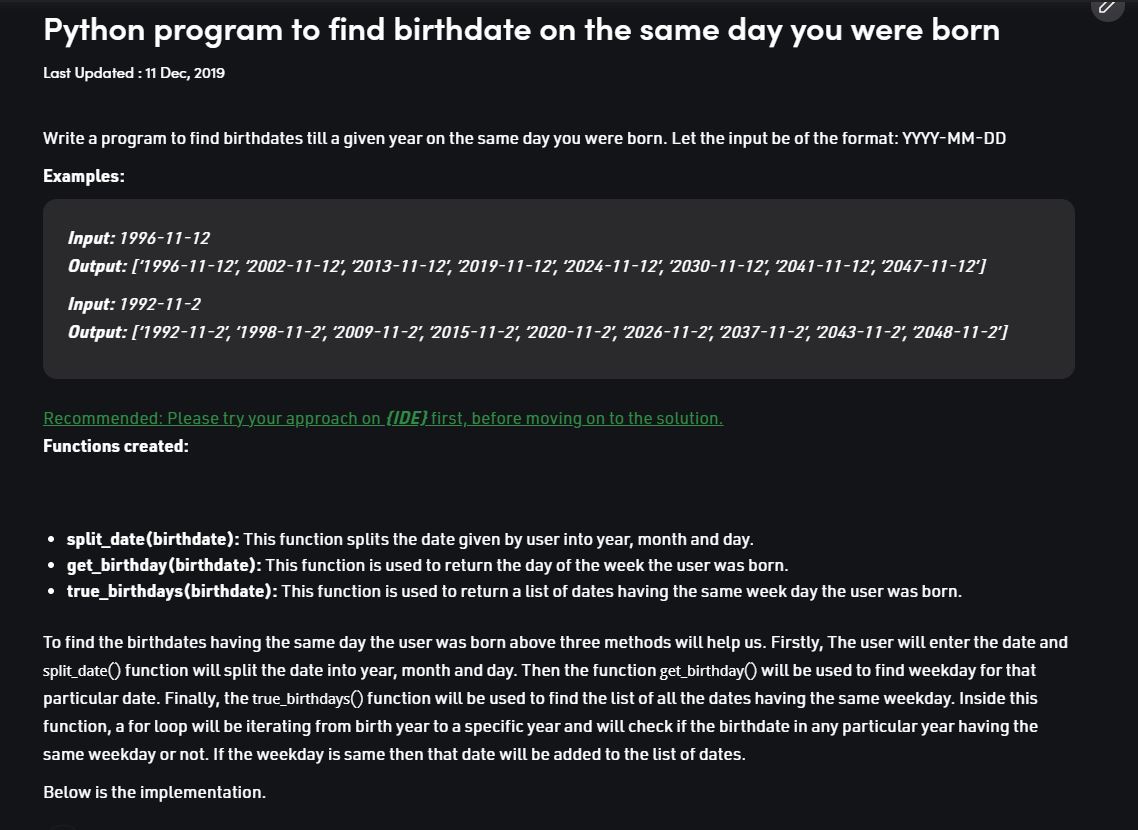 Python program to find birthdate on the same day you were born
Last Updated : 11 Dec, 2019
Write a program to find birthdates till a given year on the same day you were born. Let the input be of the format: YYYY-MM-DD
Examples:
Input: 1996-11-12
Output: [‘1996-11-12’, ‘2002-11-12’, ‘2013-11-12’, ‘2019-11-12’, ‘2024-11-12’, ‘2030-11-12’, ‘2041-11-12’, ‘2047-11-12’]
Input: 1992-11-2
Output: [‘1992-11-2’, ‘1998-11-2’, ‘2009-11-2’, ‘2015-11-2’, ‘2020-11-2’, ‘2026-11-2’, ‘2037-11-2’, ‘2043-11-2’, ‘2048-11-2’]
Recommended: Please try your approach on {IDE} first, before moving on to the solution.
Functions created:
• split_date(birthdate): This function splits the date given by user into year, month and day.
• get_birthday(birthdate): This function is used to return the day of the week the user was born.
• true_birthdays(birthdate): This function is used to return a list of dates having the same week day the user was born.
To find the birthdates having the same day the user was born above three methods will help us. Firstly, The user will enter the date and
split_date() function will split the date into year, month and day. Then the function get_birthday() will be used to find weekday for that
particular date. Finally, the true_birthdays() function will be used to find the list of all the dates having the same weekday. Inside this
function, a for loop will be iterating from birth year to a specific year and will check if the birthdate in any particular year having the
same weekday or not. If the weekday is same then that date will be added to the list of dates.
Below is the implementation.